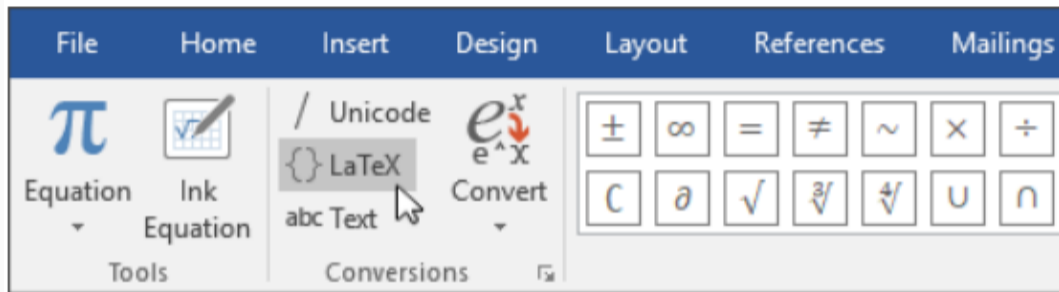 File Home Insert Design Layout References Mailings
π Equation
Ink Equation
Tools
/ Unicode
{} LaTeX
abc Text
e^x e^x Convert
Conversions
± ∞ = ≠ ~ × ÷
∁ ∂ √ ∛ ∜ ∪ ∩